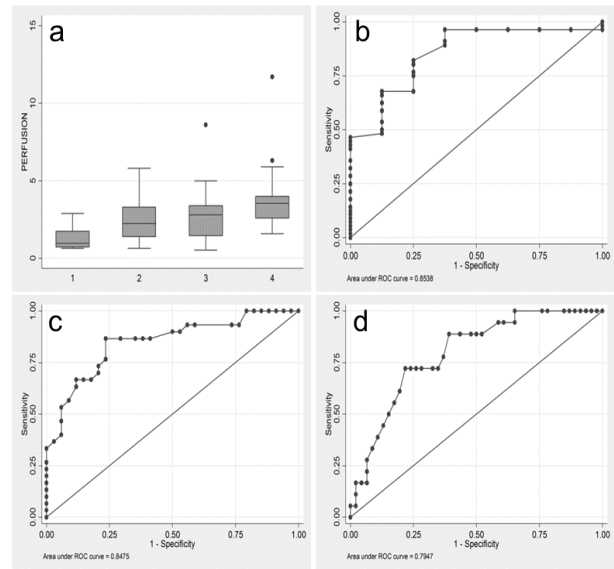 a
PERFUSION
15
10
5
0
1 2 3 4
b
Sensitivity
1.00
0.75
0.50
0.25
0.00
0.00 0.25 0.50 0.75 1.00
1 - Specificity
Area under ROC curve = 0.8538
c
Sensitivity
1.00
0.75
0.50
0.25
0.00
0.00 0.25 0.50 0.75 1.00
1 - Specificity
Area under ROC curve = 0.8475
d
Sensitivity
1.00
0.75
0.50
0.25
0.00
0.00 0.25 0.50 0.75 1.00
1 - Specificity
Area under ROC curve = 0.7947